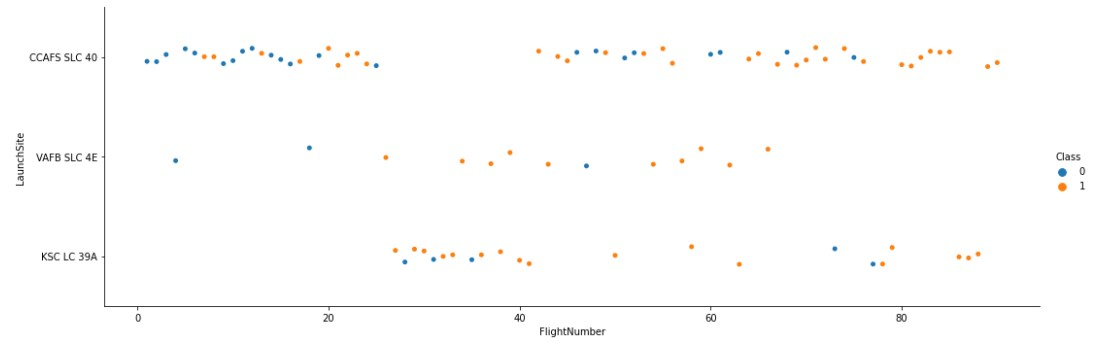 CCAFS SLC 40
VAFB SLC 4E
KSC LC 39A
LaunchSite
0
20
40
60
80
FlightNumber
Class
0
1